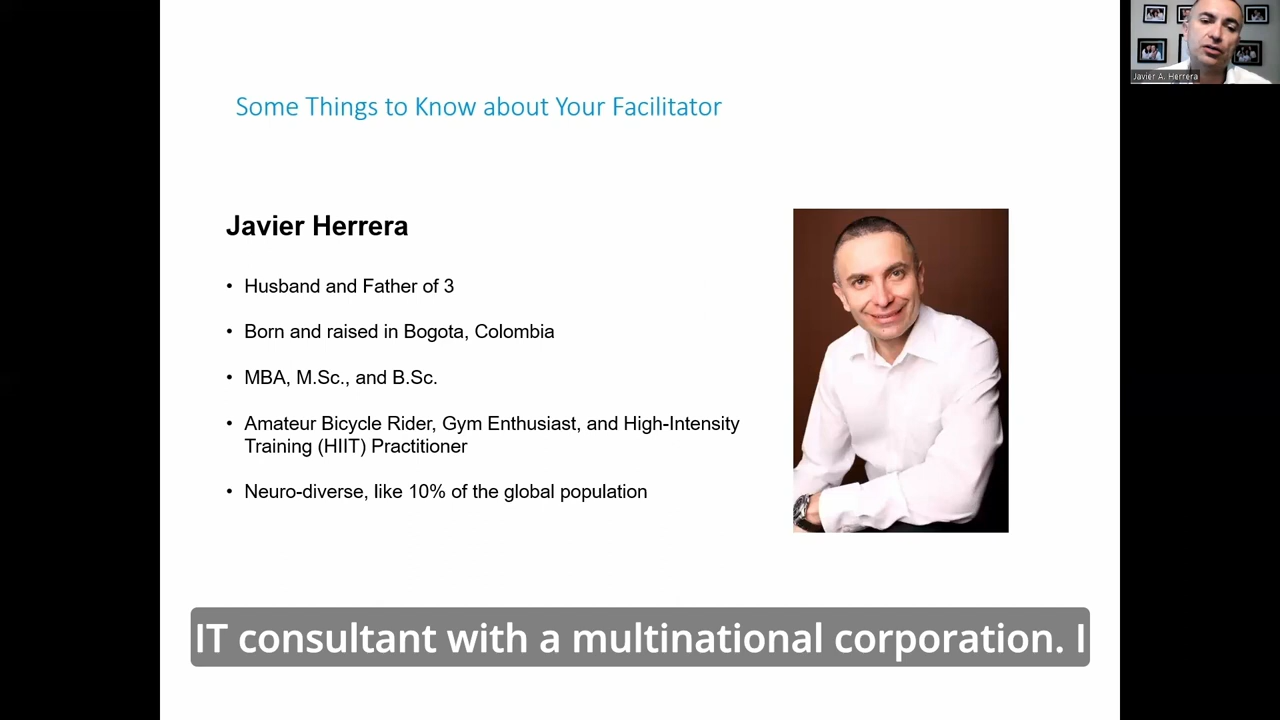 Some Things to Know about Your Facilitator
Javier A. Herrera
Javier Herrera
• Husband and Father of 3
• Born and raised in Bogota, Colombia
• MBA, M.Sc., and B.Sc.
• Amateur Bicycle Rider, Gym Enthusiast, and High-Intensity
Training (HIIT) Practitioner
• Neuro-diverse, like 10% of the global population
IT consultant with a multinational corporation. I